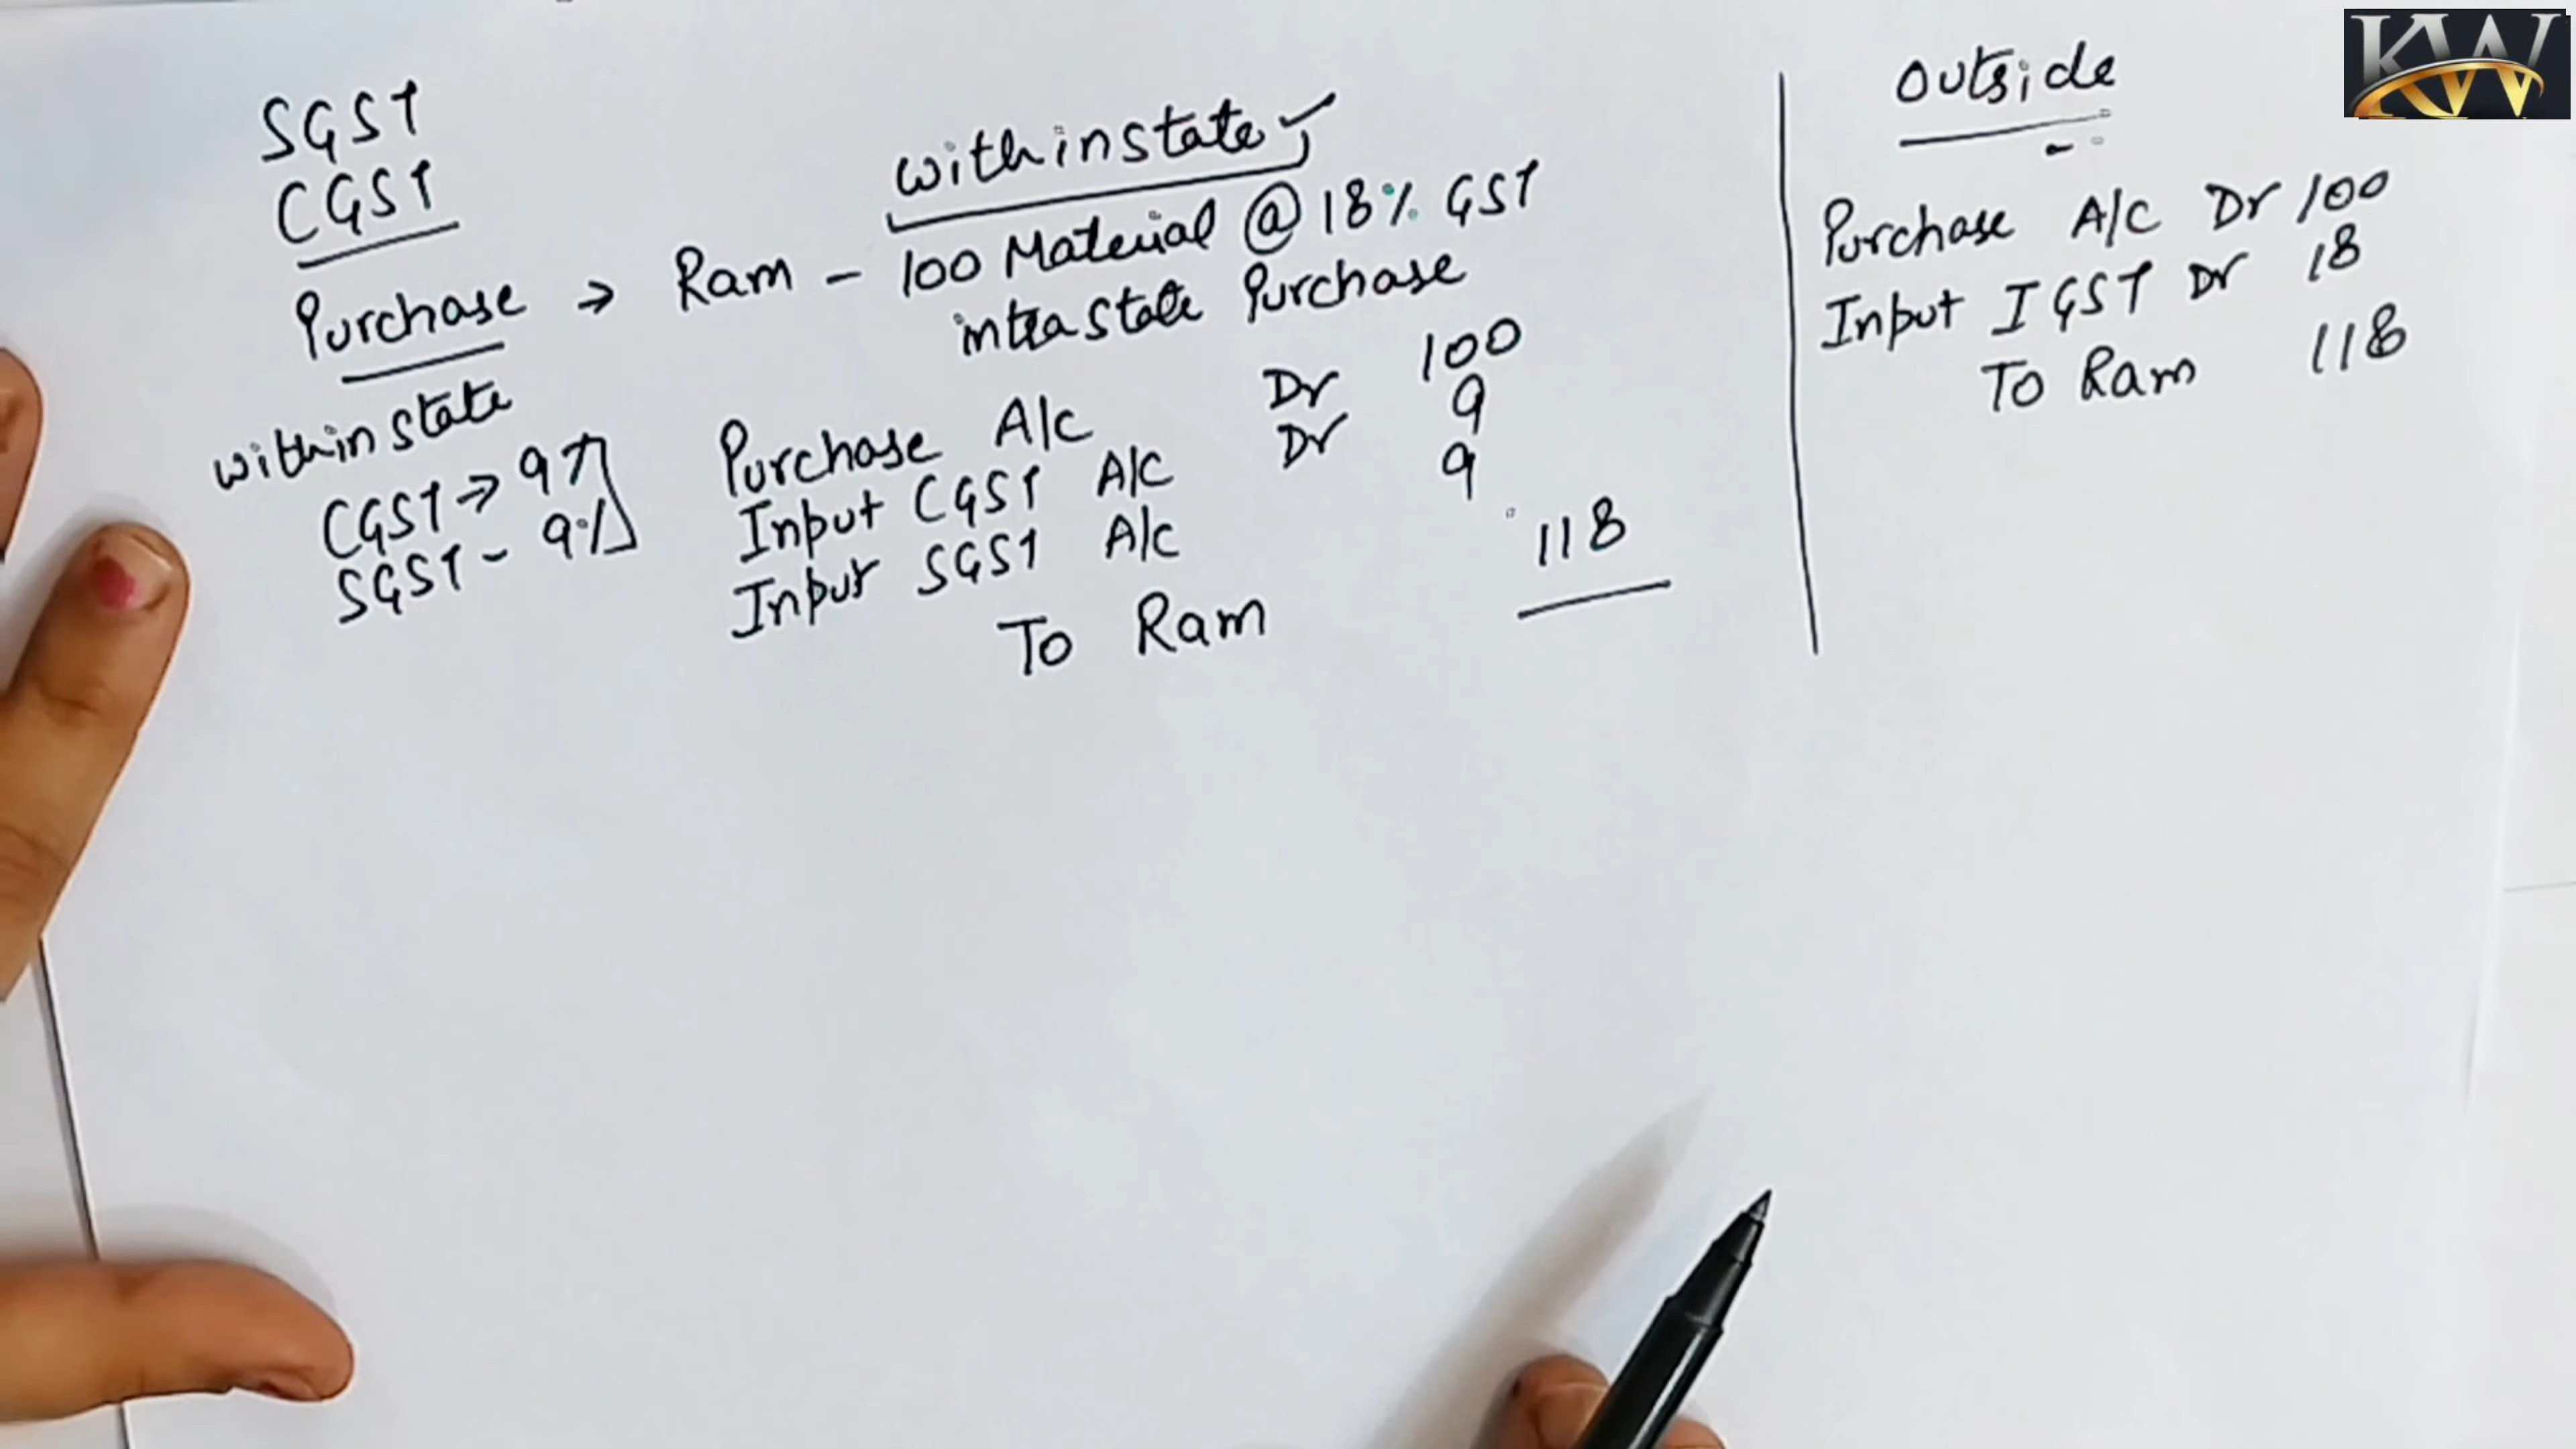 SGST
CGST
Purchase → Ram - 100 Material @ 18% GST
withinstate ✓
intrastate Purchase
withinstate
CGST → 9%
SGST - 9%
Purchase A/c Dr 100
Input CGST A/c Dr 9
Input SGST A/c 9
To Ram 118
outside
Purchase A/c Dr 100
Input IGST Dr 18
To Ram 118
KW